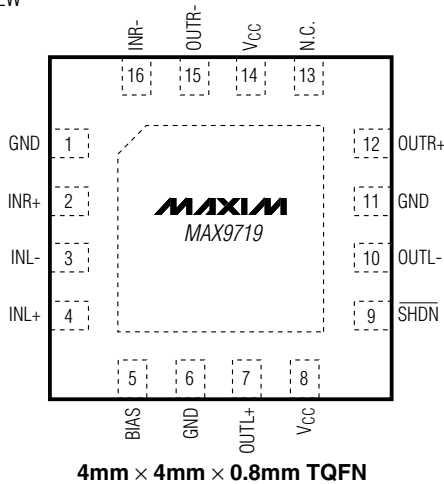 INR-
OUTR-
VCC
N.C.
16
15
14
13
GND 1
12 OUTR+
INR+ 2
11 GND
MAXIM
MAX9719
INL- 3
10 OUTL-
INL+ 4
9 SHDN
5
6
7
8
BIAS
GND
OUTL+
VCC
4mm × 4mm × 0.8mm TQFN